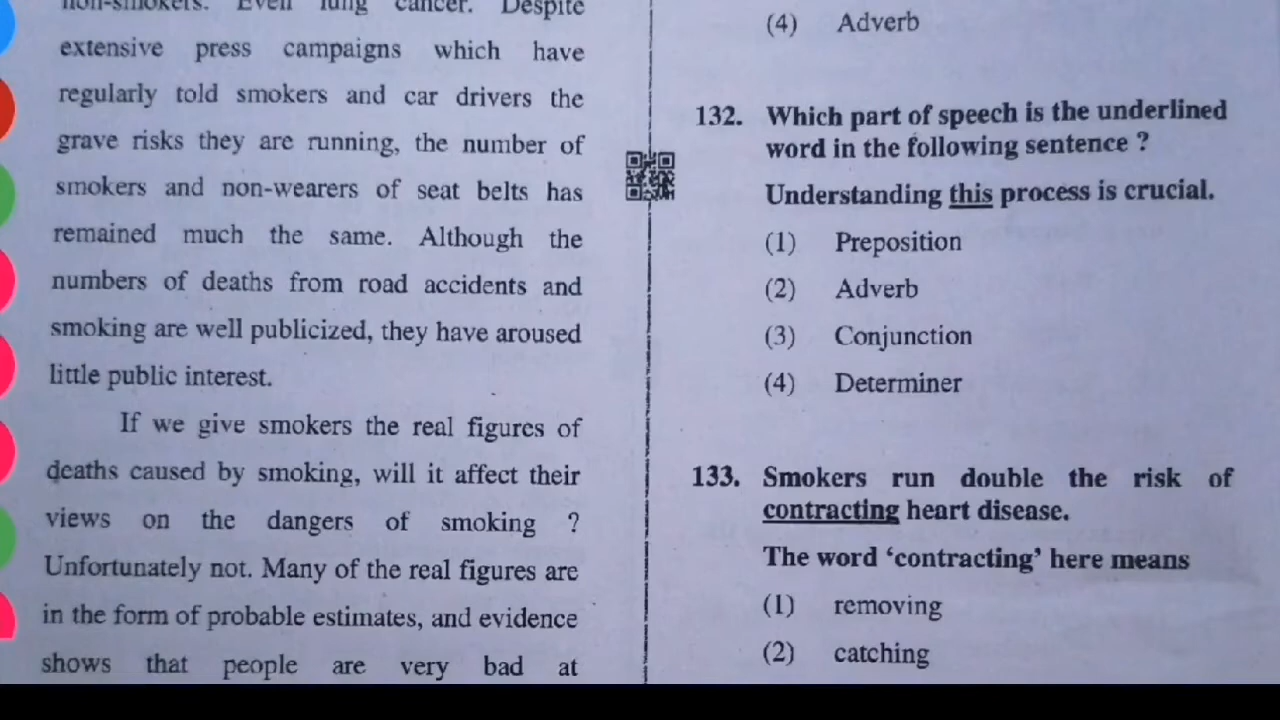 non-smokers. Even lung cancer. Despite
extensive press campaigns which have
regularly told smokers and car drivers the
grave risks they are running, the number of
smokers and non-wearers of seat belts has
remained much the same. Although the
numbers of deaths from road accidents and
smoking are well publicized, they have aroused
little public interest.
If we give smokers the real figures of
deaths caused by smoking, will it affect their
views on the dangers of smoking ?
Unfortunately not. Many of the real figures are
in the form of probable estimates, and evidence
shows that people are very bad at
(4) Adverb
132. Which part of speech is the underlined
word in the following sentence ?
Understanding this process is crucial.
(1) Preposition
(2) Adverb
(3) Conjunction
(4) Determiner
133. Smokers run double the risk of
contracting heart disease.
The word ‘contracting’ here means
(1) removing
(2) catching